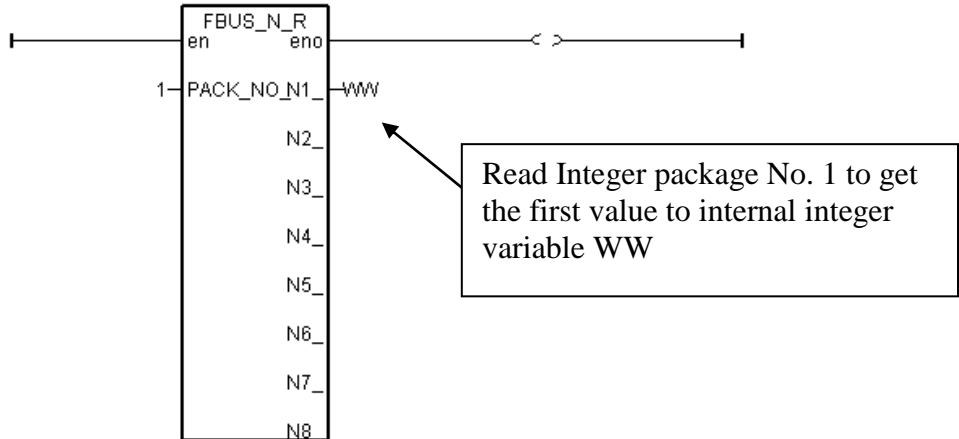 FBUS_N_R
en eno
1 PACK_NO_ N1_ WW
N2_
N3_
N4_
N5_
N6_
N7_
N8
Read Integer package No. 1 to get
the first value to internal integer
variable WW